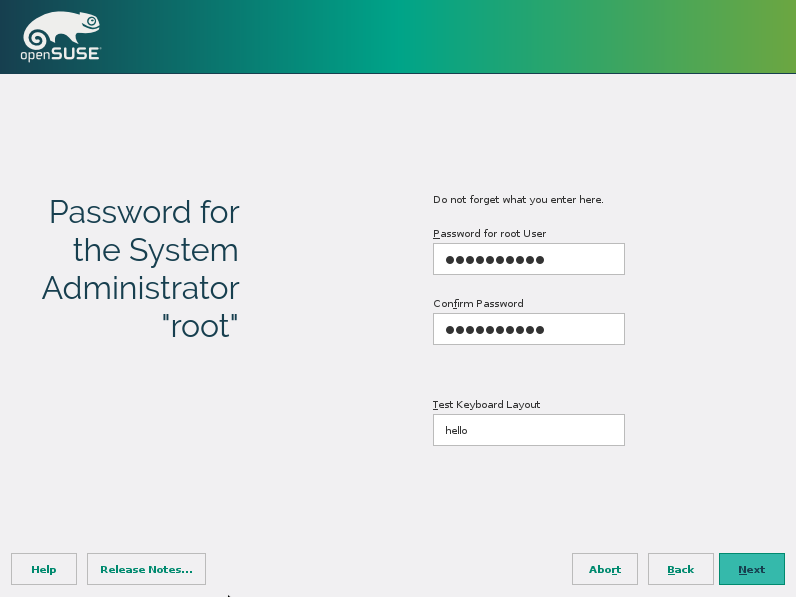 openSUSE
Password for
the System
Administrator
"root"
Do not forget what you enter here.
Password for root User
●●●●●●●●●●
Confirm Password
●●●●●●●●●●
Test Keyboard Layout
hello
Help
Release Notes...
Abort
Back
Next